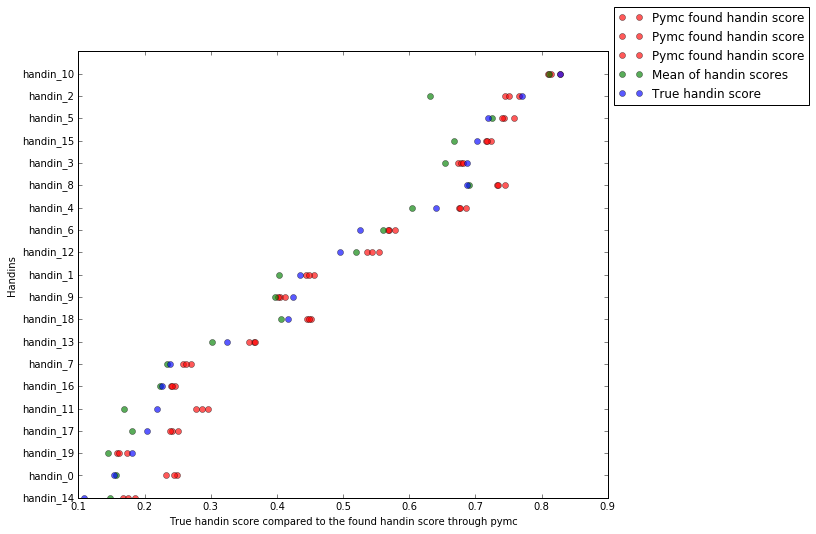 Pymc found handin score
Pymc found handin score
Pymc found handin score
Mean of handin scores
True handin score
handin_10
handin_2
handin_5
handin_15
handin_3
handin_8
handin_4
handin_6
handin_12
handin_1
handin_9
handin_18
handin_13
handin_7
handin_16
handin_11
handin_17
handin_19
handin_0
handin_14
Handins
0.1 0.2 0.3 0.4 0.5 0.6 0.7 0.8 0.9
True handin score compared to the found handin score through pymc